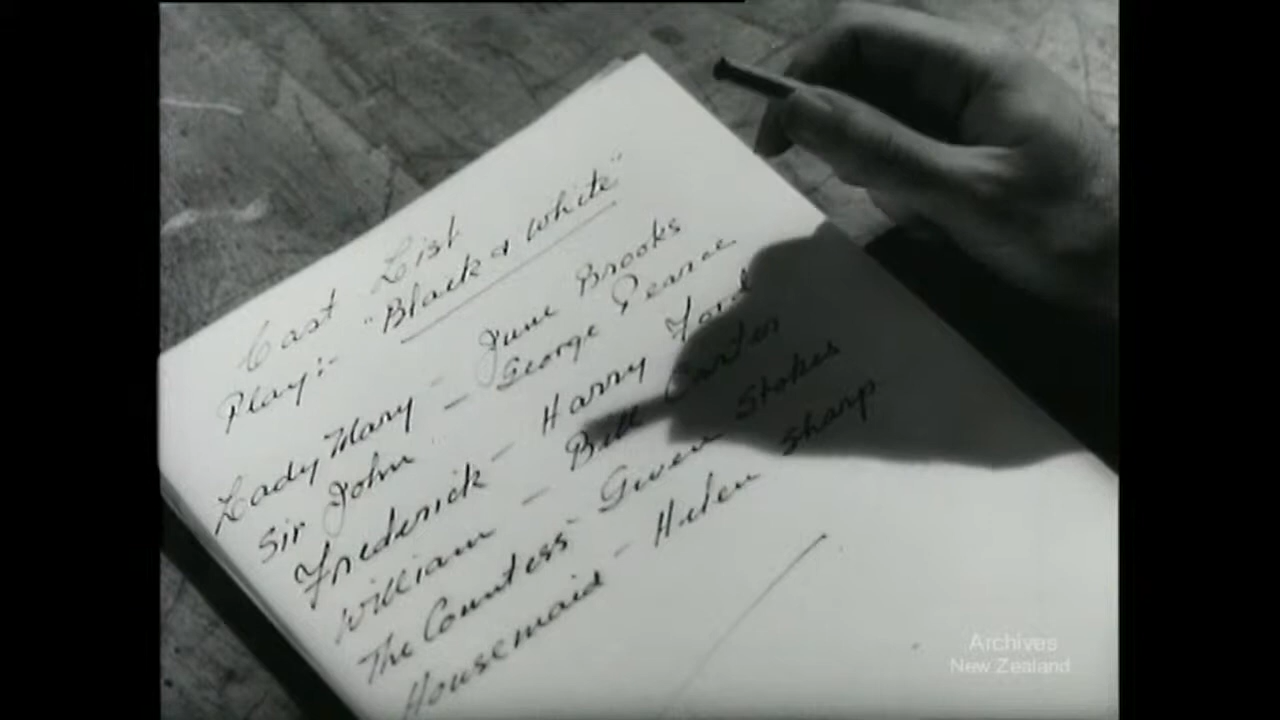 Cast List
Play:- "Black & White"
Lady Mary - June Brooks
Sir John - George Pearce
Frederick - Harry Ford
William - Bill Carter
The Countess - Gwen Stokes
Housemaid - Helen Sharp
Archives
New Zealand